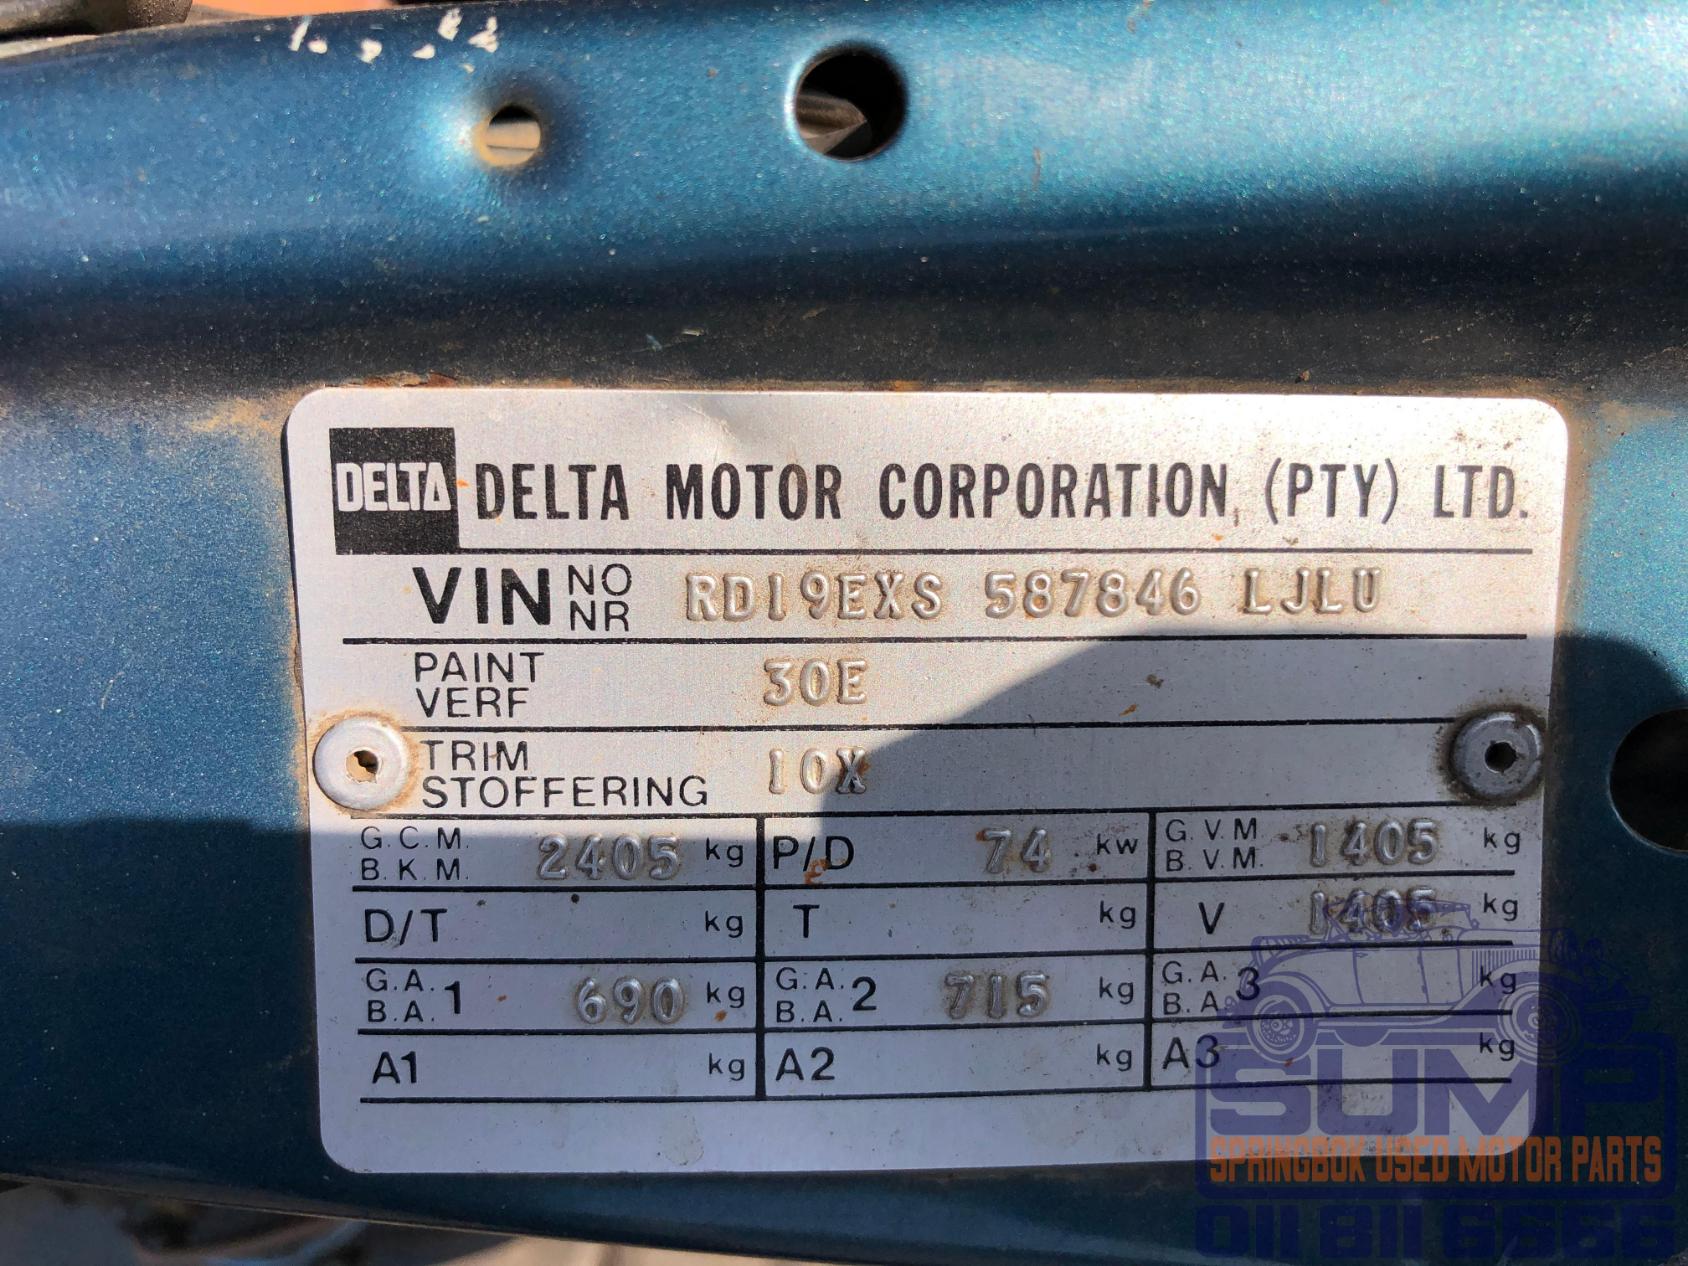 DELTA DELTA MOTOR CORPORATION (PTY) LTD.
VIN NO NR RD19EXS 587846 LJLU
PAINT 30E
VERF
TRIM 10X
STOFFERING
G.C.M. 2405 kg P/D 74 kw G.V.M. 1405 kg
B.K.M. B.V.M.
D/T kg T kg V 1405 kg
G.A. 1 690 kg G.A. 2 715 kg G.A. 3 kg
B.A. B.A. B.A.
A1 kg A2 kg A3 kg
SUMP
SPRINGBOK USED MOTOR PARTS
011 811 6566